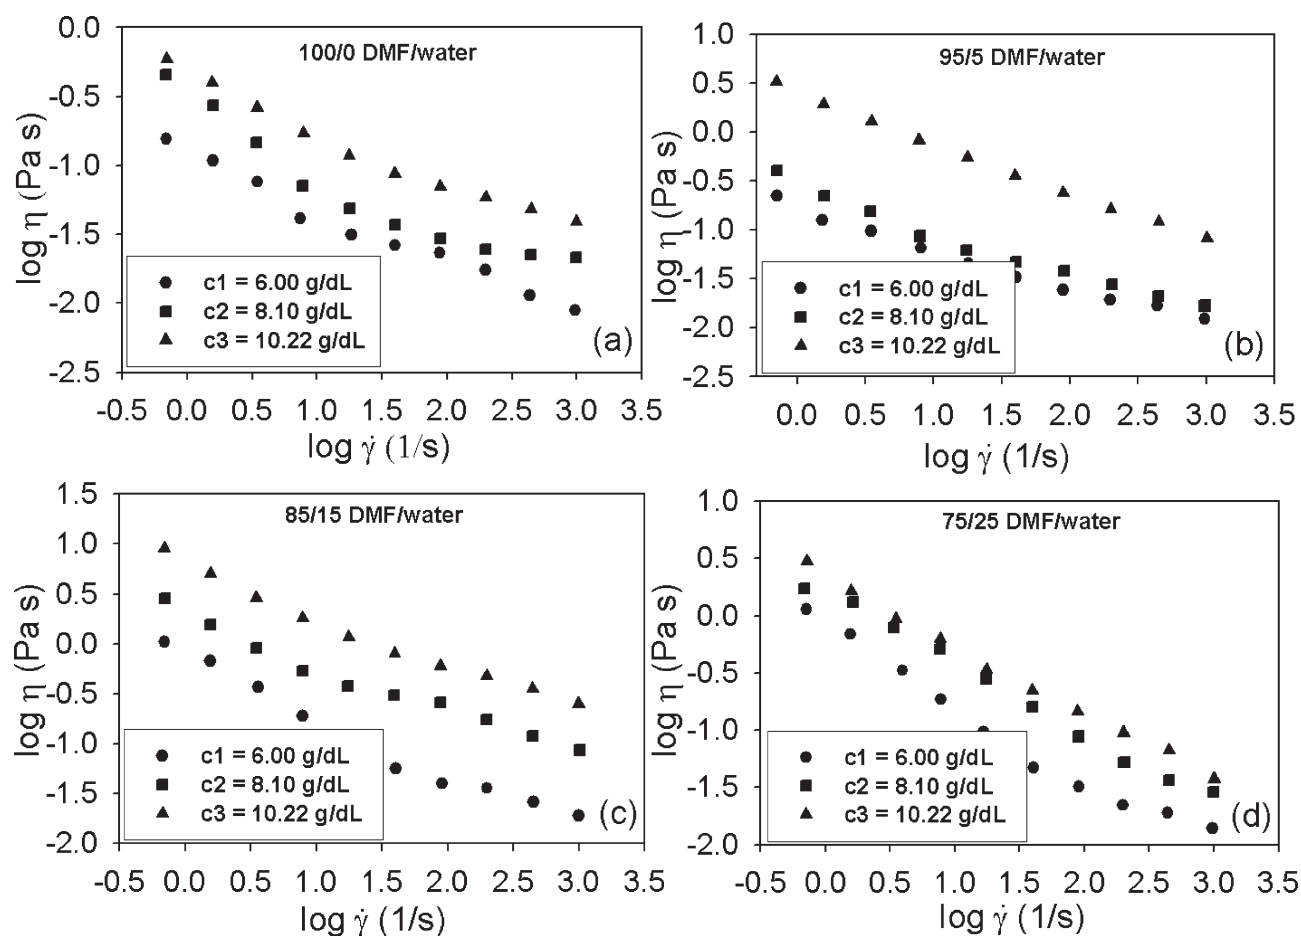 100/0 DMF/water
0.0
-0.5
-1.0
-1.5
-2.0
-2.5
log η (Pa s)
c1 = 6.00 g/dL
c2 = 8.10 g/dL
c3 = 10.22 g/dL
(a)
-0.5 0.0 0.5 1.0 1.5 2.0 2.5 3.0 3.5
log γ̇ (1/s)
95/5 DMF/water
1.0
0.5
0.0
-0.5
-1.0
-1.5
-2.0
-2.5
log η (Pa s)
c1 = 6.00 g/dL
c2 = 8.10 g/dL
c3 = 10.22 g/dL
(b)
0.0 0.5 1.0 1.5 2.0 2.5 3.0 3.5
log γ̇ (1/s)
85/15 DMF/water
1.5
1.0
0.5
0.0
-0.5
-1.0
-1.5
-2.0
log η (Pa s)
c1 = 6.00 g/dL
c2 = 8.10 g/dL
c3 = 10.22 g/dL
(c)
-0.5 0.0 0.5 1.0 1.5 2.0 2.5 3.0 3.5
log γ̇ (1/s)
75/25 DMF/water
1.0
0.5
0.0
-0.5
-1.0
-1.5
-2.0
log η (Pa s)
c1 = 6.00 g/dL
c2 = 8.10 g/dL
c3 = 10.22 g/dL
(d)
-0.5 0.0 0.5 1.0 1.5 2.0 2.5 3.0 3.5
log γ̇ (1/s)